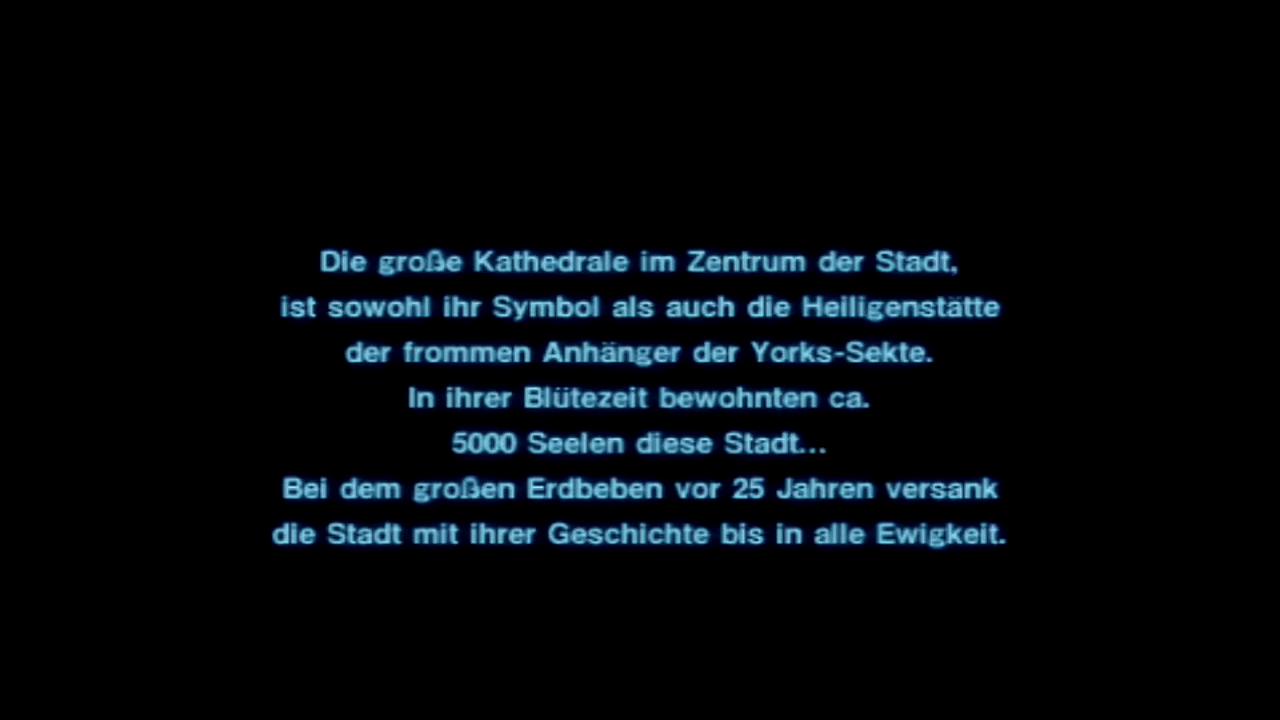 Die große Kathedrale im Zentrum der Stadt,
ist sowohl ihr Symbol als auch die Heiligenstätte
der frommen Anhänger der Yorks-Sekte.
In ihrer Blütezeit bewohnten ca.
5000 Seelen diese Stadt...
Bei dem großen Erdbeben vor 25 Jahren versank
die Stadt mit ihrer Geschichte bis in alle Ewigkeit.